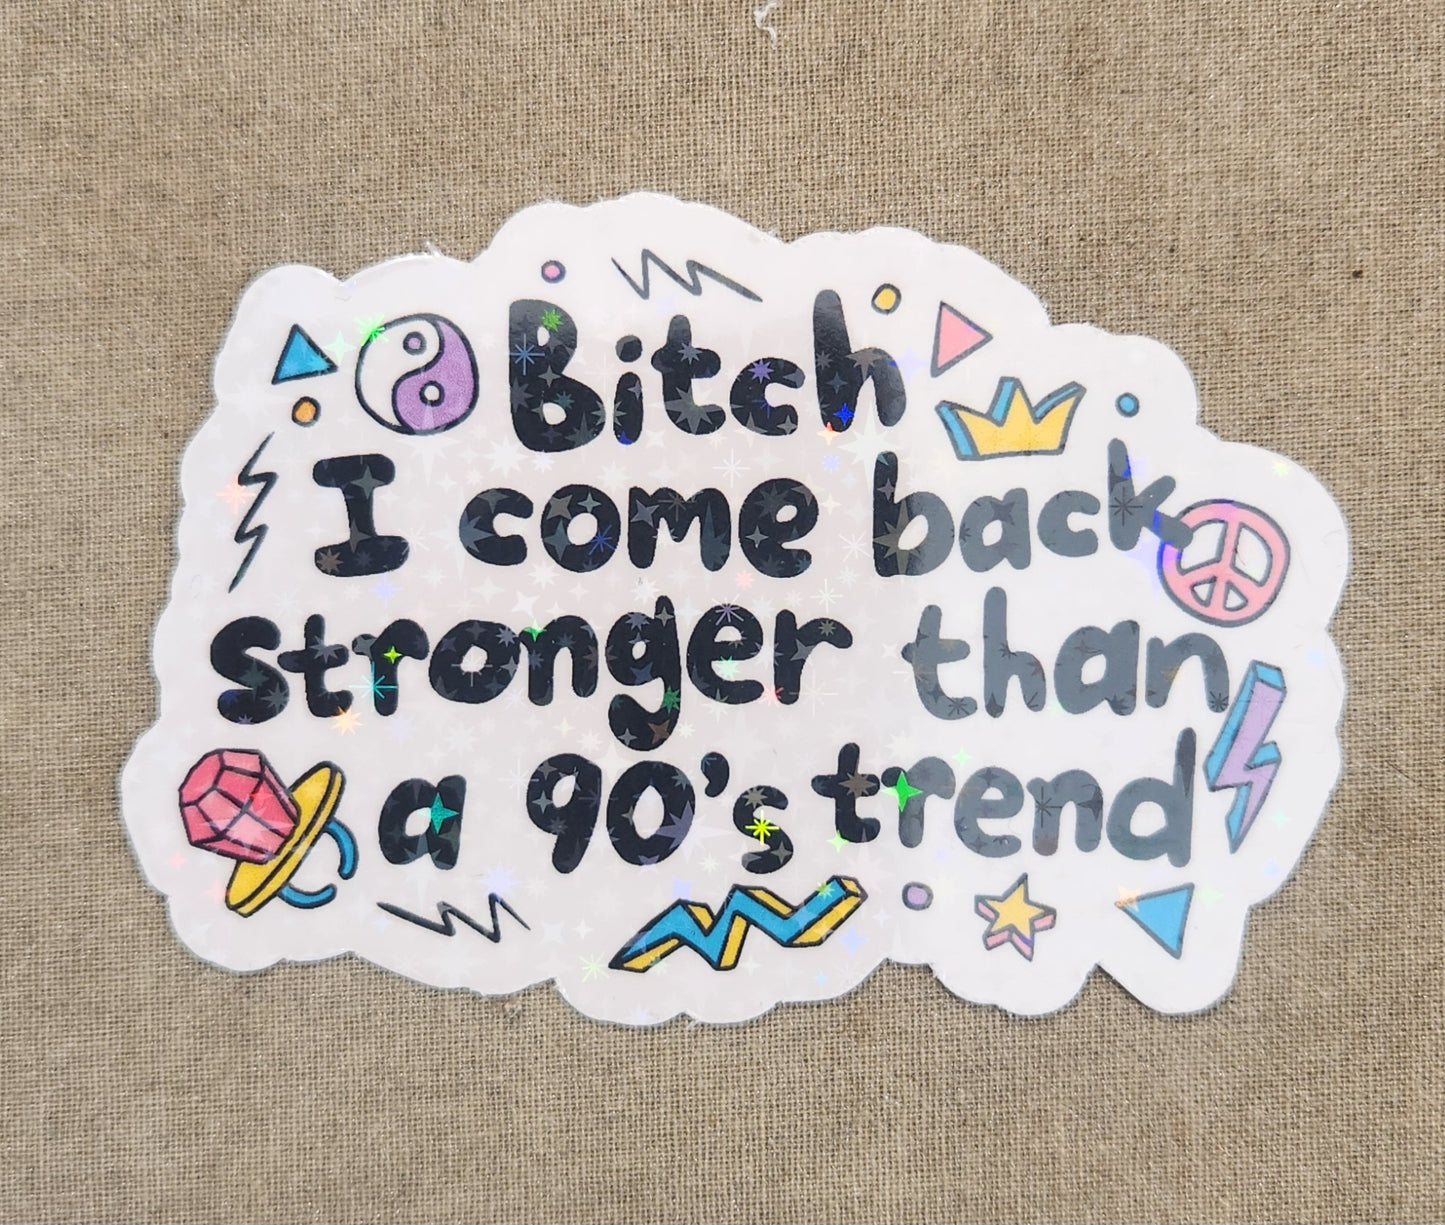 Bitch
I come back
stronger than
a 90's trend